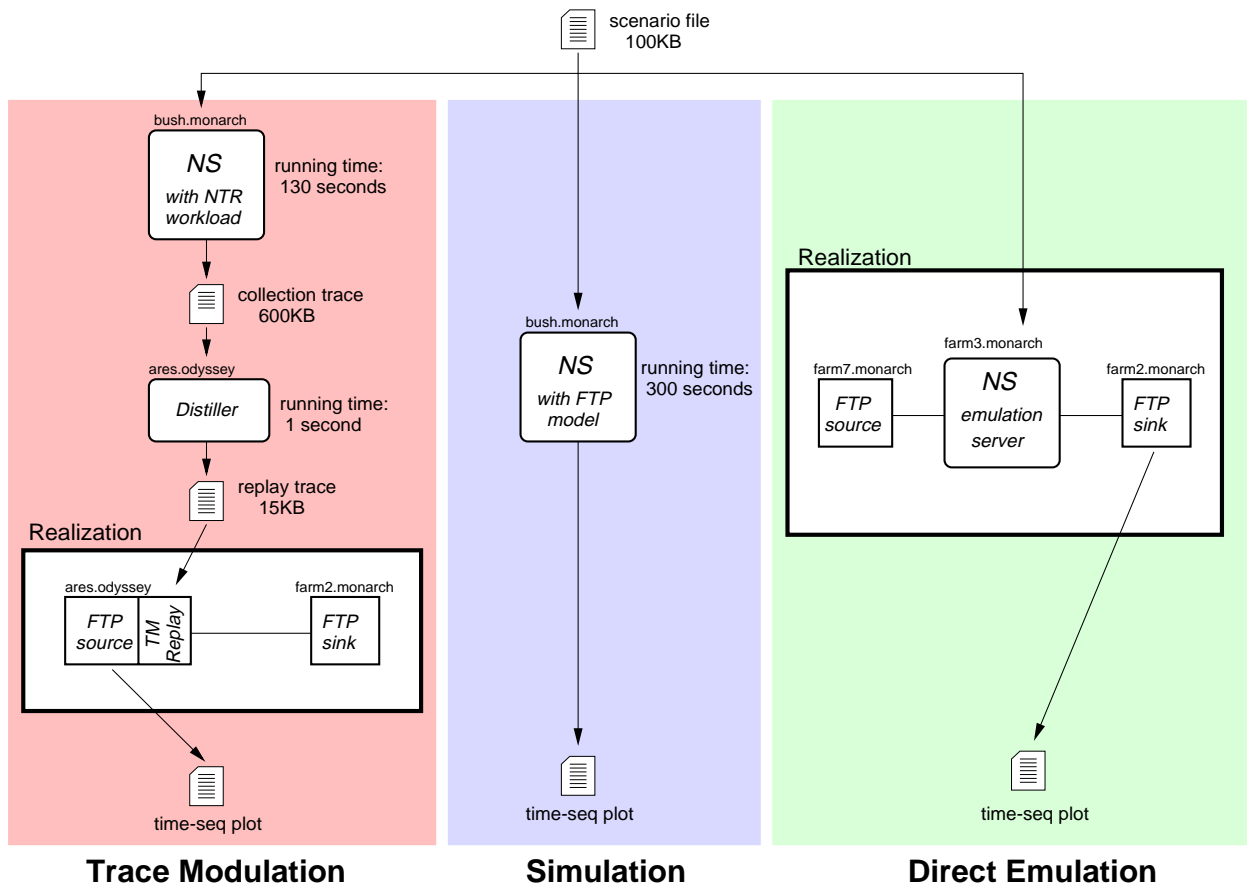 scenario file
100KB
bush.monarch
NS
with NTR
workload
running time:
130 seconds
collection trace
600KB
ares.odyssey
Distiller
running time:
1 second
replay trace
15KB
Realization
ares.odyssey
FTP
source
TM
Replay
farm2.monarch
FTP
sink
time-seq plot
Trace Modulation
bush.monarch
NS
with FTP
model
running time:
300 seconds
time-seq plot
Simulation
Realization
farm7.monarch
FTP
source
farm3.monarch
NS
emulation
server
farm2.monarch
FTP
sink
time-seq plot
Direct Emulation